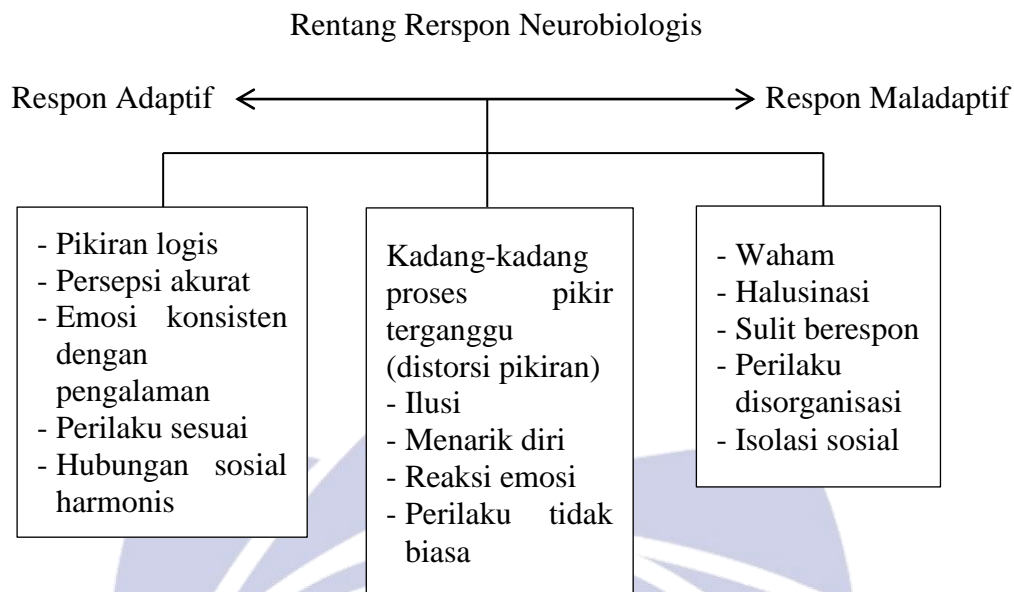 Rentang Rerspon Neurobiologis
Respon Adaptif
Respon Maladaptif
- Pikiran logis
- Persepsi akurat
- Emosi konsisten
dengan
pengalaman
- Perilaku sesuai
- Hubungan sosial
harmonis
Kadang-kadang
proses pikir
terganggu
(distorsi pikiran)
- Ilusi
- Menarik diri
- Reaksi emosi
- Perilaku tidak
biasa
- Waham
- Halusinasi
- Sulit berespon
- Perilaku
disorganisasi
- Isolasi sosial